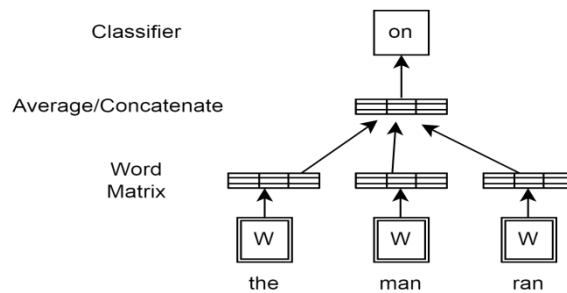 Classifier
on
Average/Concatenate
Word
Matrix
W
W
W
the
man
ran